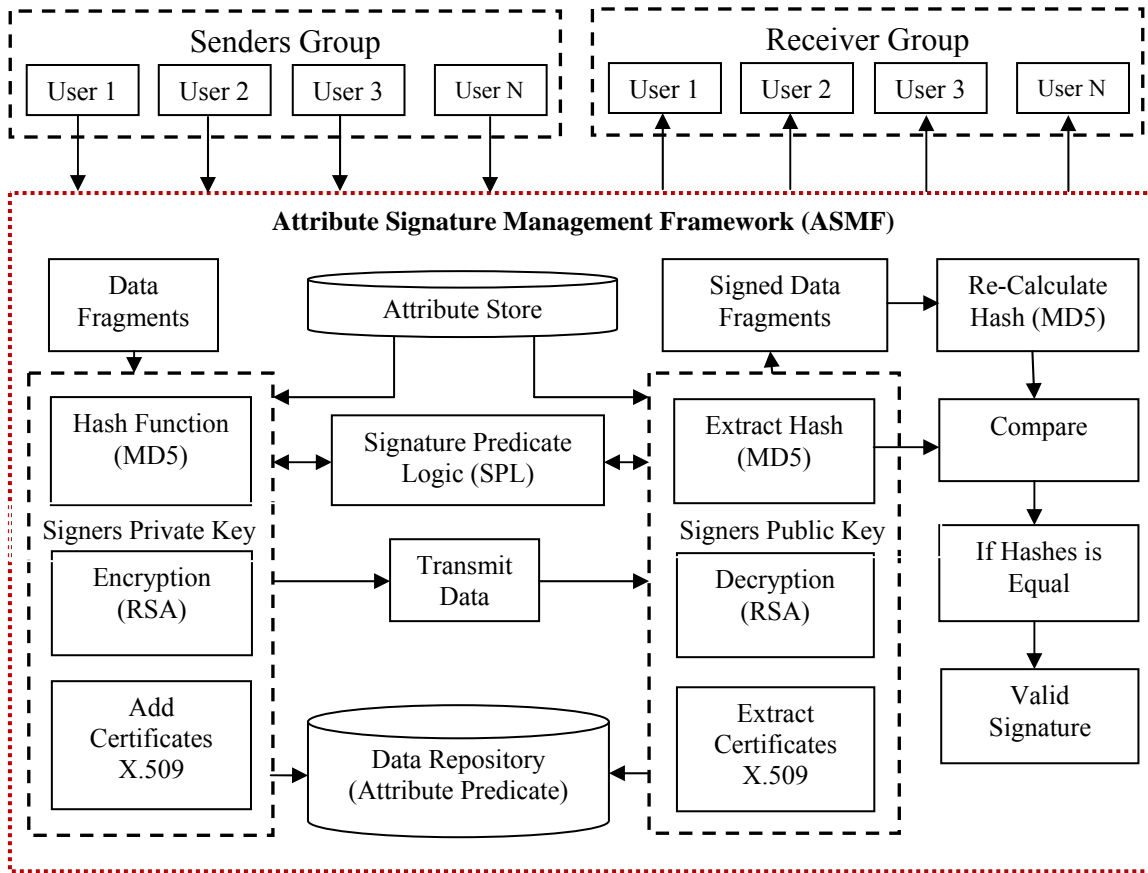 Senders Group
User 1
User 2
User 3
User N
Receiver Group
User 1
User 2
User 3
User N
Attribute Signature Management Framework (ASMF)
Data
Fragments
Attribute Store
Signed Data
Fragments
Re-Calculate
Hash (MD5)
Hash Function
(MD5)
Signature Predicate
Logic (SPL)
Extract Hash
(MD5)
Compare
Signers Private Key
Signers Public Key
Encryption
(RSA)
Transmit
Data
Decryption
(RSA)
If Hashes is
Equal
Add
Certificates
X.509
Data Repository
(Attribute Predicate)
Extract
Certificates
X.509
Valid
Signature